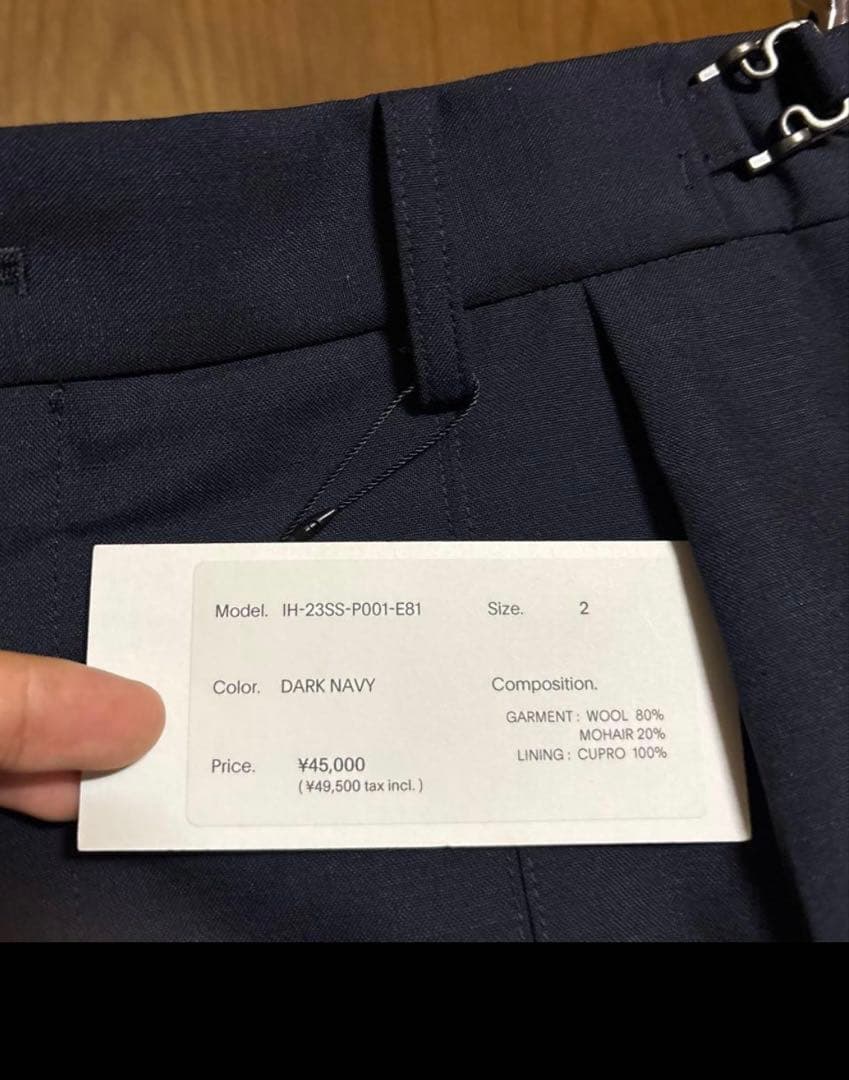 Model. IH-23SS-P001-E81 Size. 2
Color. DARK NAVY Composition.
GARMENT : WOOL 80%
MOHAIR 20%
LINING : CUPRO 100%
Price. ¥45,000
( ¥49,500 tax incl. )